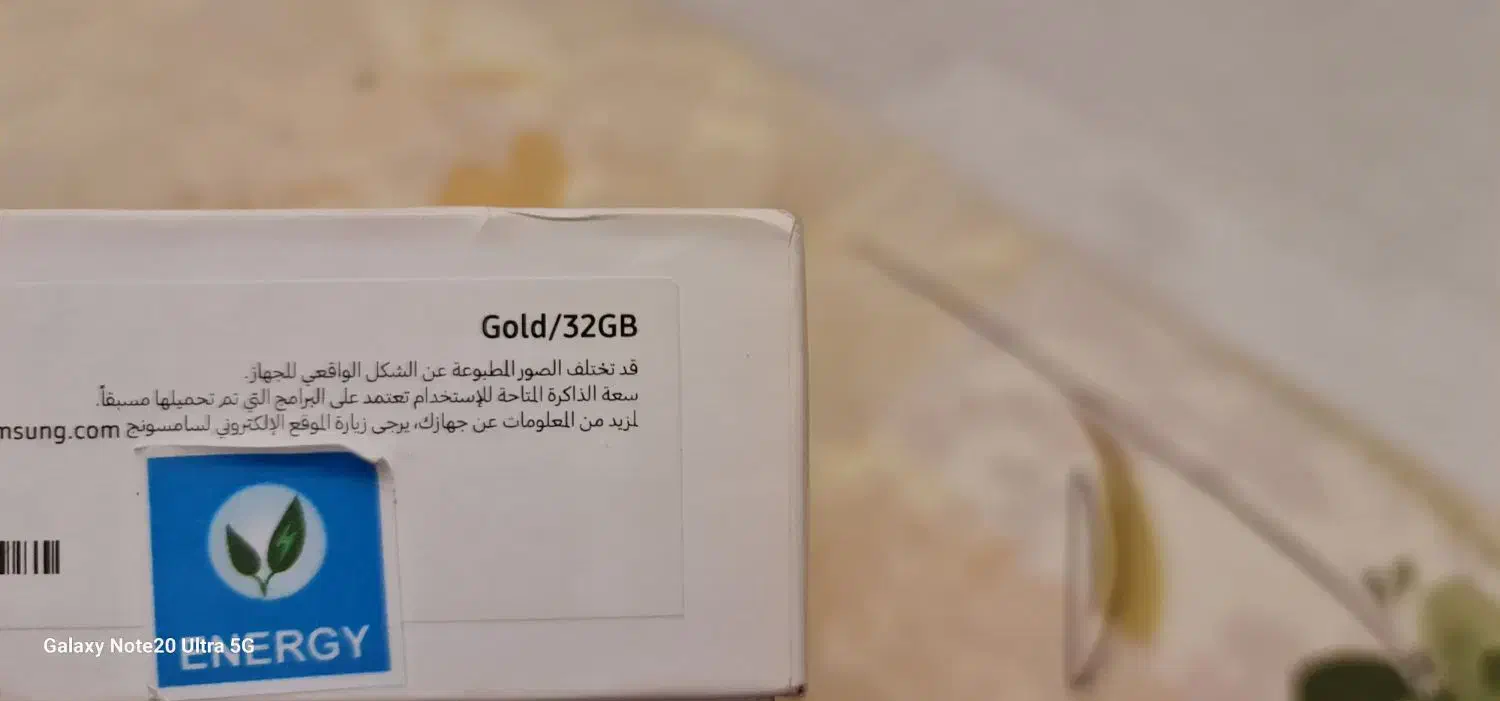 Gold/32GB
قد تختلف الصور المطبوعة عن الشكل الواقعي للجهاز.
سعة الذاكرة المتاحة للإستخدام تعتمد على البرامج التي تم تحميلها مسبقاً.
لمزيد من المعلومات عن جهازك، يرجى زيارة الموقع الإلكتروني لسامسونج msung.com
ENERGY
Galaxy Note20 Ultra 5G